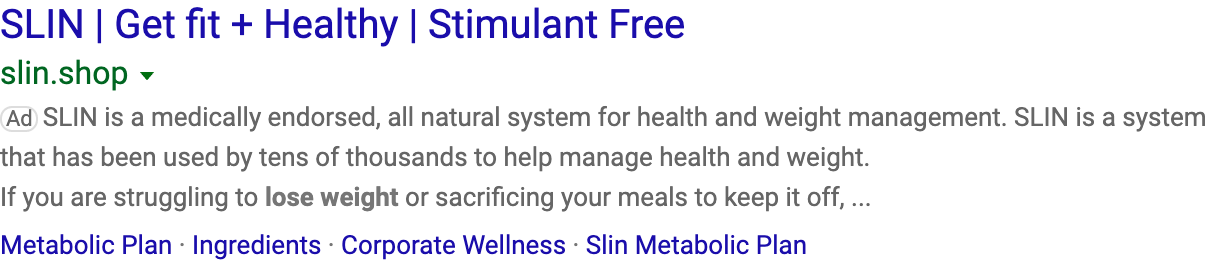 SLIN | Get fit + Healthy | Stimulant Free
slin.shop
Ad SLIN is a medically endorsed, all natural system for health and weight management. SLIN is a system
that has been used by tens of thousands to help manage health and weight.
If you are struggling to lose weight or sacrificing your meals to keep it off, ...
Metabolic Plan · Ingredients · Corporate Wellness · Slin Metabolic Plan